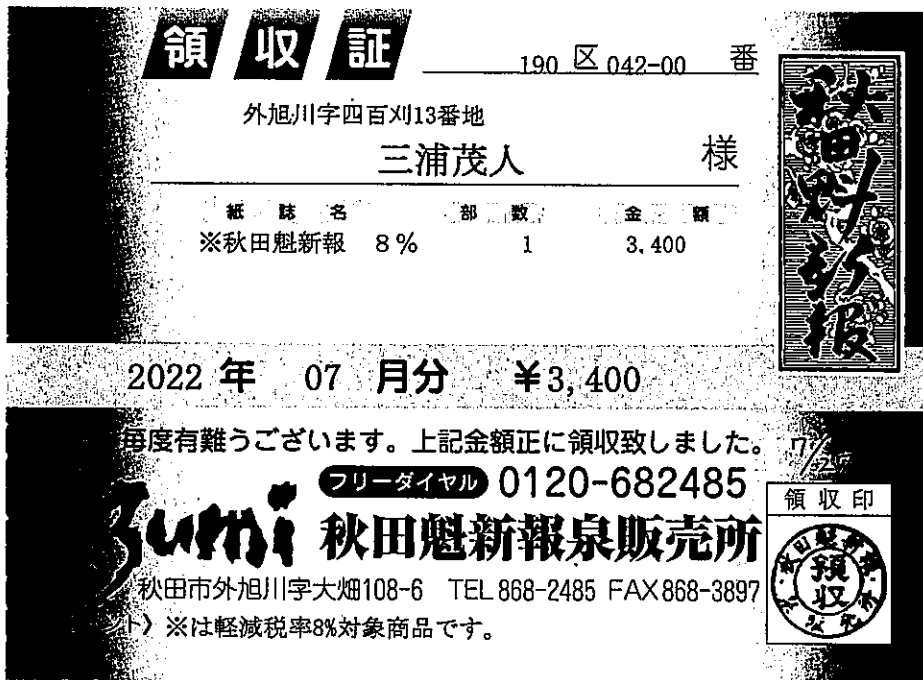 領収証
190 区 042-00 番
外旭川字四百刈13番地
三浦茂人 様
紙誌名 部数 金額
※秋田魁新報 8% 1 3,400
秋田魁新報
2022 年 07 月分 ¥3,400
毎度有難うございます。上記金額正に領収致しました。
フリーダイヤル 0120-682485
秋田魁新報泉販売所
秋田市外旭川字大畑108-6 TEL 868-2485 FAX 868-3897
ト〉※は軽減税率8%対象商品です。
7/25
領収印
領収